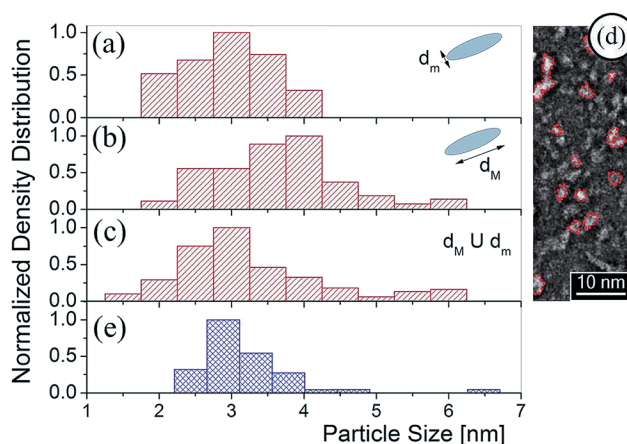 Normalized Density Distribution
(a)
1.0
0.5
0.0
d_m
(b)
1.0
0.5
0.0
d_M
(c)
1.0
0.5
0.0
d_M U d_m
(e)
1.0
0.5
0.0
1 2 3 4 5 6 7
Particle Size [nm]
(d)
10 nm